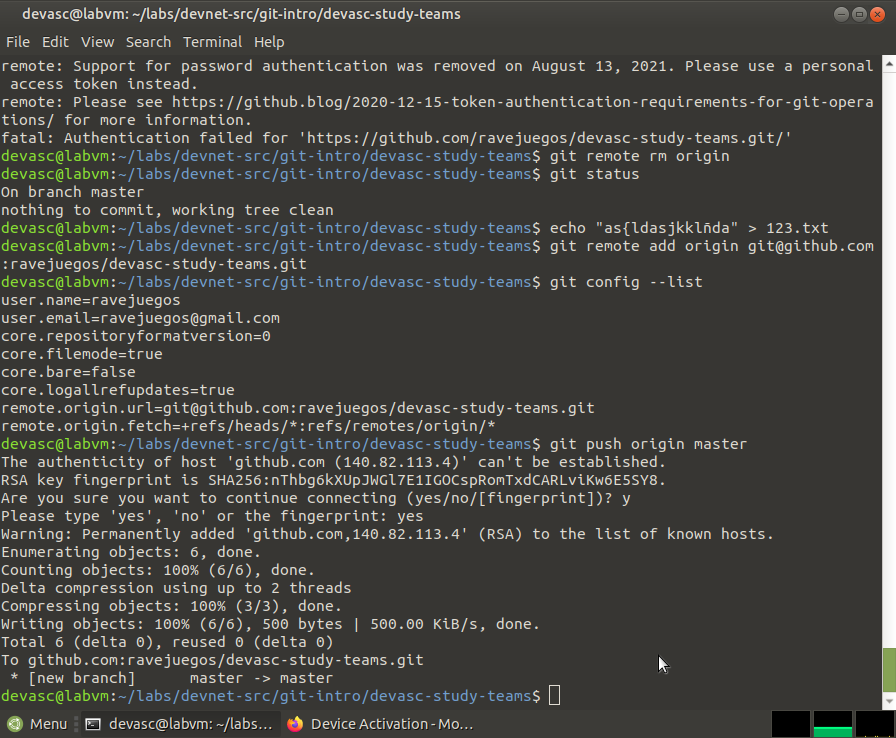 devasc@labvm: ~/labs/devnet-src/git-intro/devasc-study-teams
File Edit View Search Terminal Help
remote: Support for password authentication was removed on August 13, 2021. Please use a personal
 access token instead.
remote: Please see https://github.blog/2020-12-15-token-authentication-requirements-for-git-opera
tions/ for more information.
fatal: Authentication failed for 'https://github.com/ravejuegos/devasc-study-teams.git/'
devasc@labvm:~/labs/devnet-src/git-intro/devasc-study-teams$ git remote rm origin
devasc@labvm:~/labs/devnet-src/git-intro/devasc-study-teams$ git status
On branch master
nothing to commit, working tree clean
devasc@labvm:~/labs/devnet-src/git-intro/devasc-study-teams$ echo "as{ldasjkklñda" > 123.txt
devasc@labvm:~/labs/devnet-src/git-intro/devasc-study-teams$ git remote add origin git@github.com
:ravejuegos/devasc-study-teams.git
devasc@labvm:~/labs/devnet-src/git-intro/devasc-study-teams$ git config --list
user.name=ravejuegos
user.email=ravejuegos@gmail.com
core.repositoryformatversion=0
core.filemode=true
core.bare=false
core.logallrefupdates=true
remote.origin.url=git@github.com:ravejuegos/devasc-study-teams.git
remote.origin.fetch=+refs/heads/*:refs/remotes/origin/*
devasc@labvm:~/labs/devnet-src/git-intro/devasc-study-teams$ git push origin master
The authenticity of host 'github.com (140.82.113.4)' can't be established.
RSA key fingerprint is SHA256:nThbg6kXUpJWGl7E1IGOCspRomTxdCARLviKw6E5SY8.
Are you sure you want to continue connecting (yes/no/[fingerprint])? y
Please type 'yes', 'no' or the fingerprint: yes
Warning: Permanently added 'github.com,140.82.113.4' (RSA) to the list of known hosts.
Enumerating objects: 6, done.
Counting objects: 100% (6/6), done.
Delta compression using up to 2 threads
Compressing objects: 100% (3/3), done.
Writing objects: 100% (6/6), 500 bytes | 500.00 KiB/s, done.
Total 6 (delta 0), reused 0 (delta 0)
To github.com:ravejuegos/devasc-study-teams.git
 * [new branch]      master -> master
devasc@labvm:~/labs/devnet-src/git-intro/devasc-study-teams$
Menu devasc@labvm: ~/labs... Device Activation - Mo...